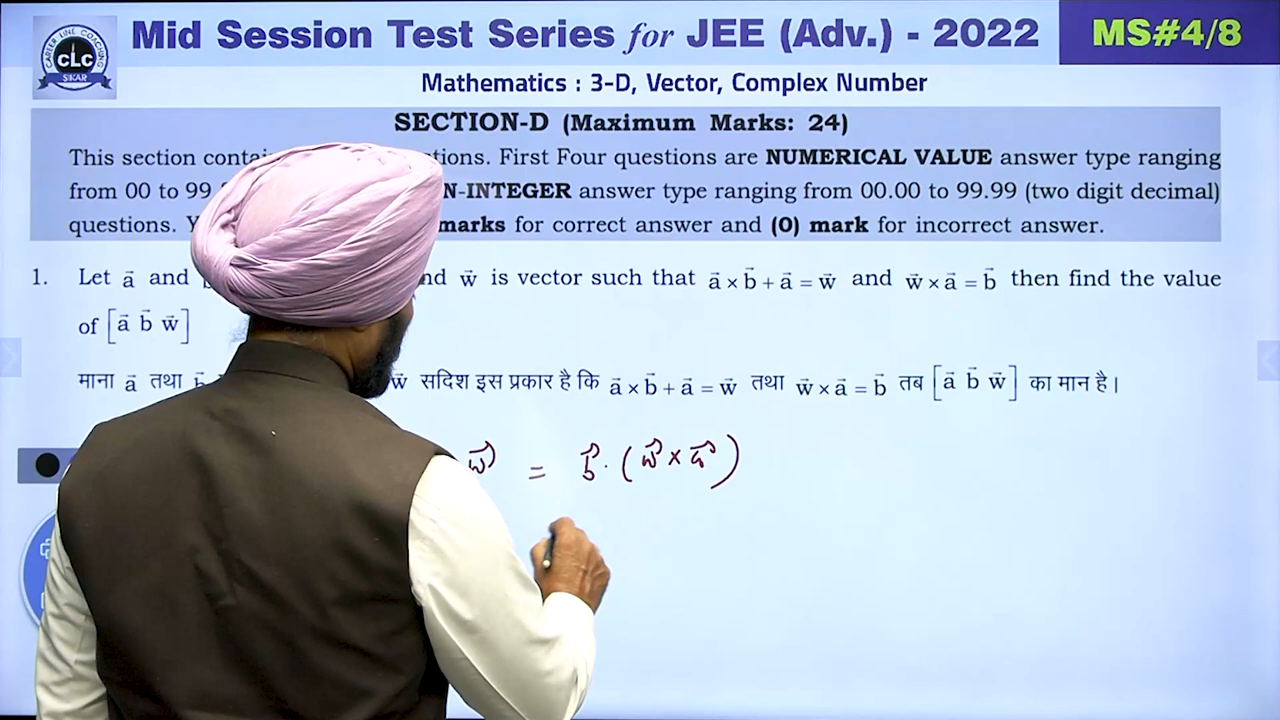 CAREER LINE COACHING
CLC
SIKAR
Mid Session Test Series for JEE (Adv.) - 2022
MS#4/8
Mathematics : 3-D, Vector, Complex Number
SECTION-D (Maximum Marks: 24)
This section tions. First Four questions are NUMERICAL VALUE answer type ranging
from 00 to 99 N-INTEGER answer type ranging from 00.00 to 99.99 (two digit decimal)
questions. marks for correct answer and (0) mark for incorrect answer.
1. Let a⃗ and w⃗ is vector such that a⃗ × b⃗ + a⃗ = w⃗ and w⃗ × a⃗ = b⃗ then find the value
of [a⃗ b⃗ w⃗]
माना a⃗ तथा w⃗ सदिश इस प्रकार है कि a⃗ × b⃗ + a⃗ = w⃗ तथा w⃗ × a⃗ = b⃗ तब [a⃗ b⃗ w⃗] का मान है।
w⃗ = b⃗ · (w⃗ × a⃗)